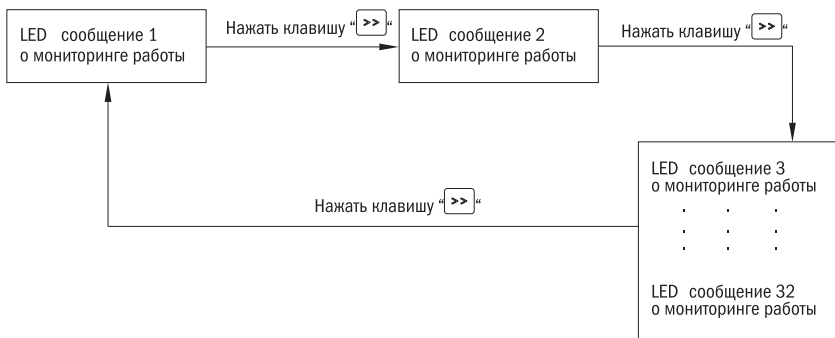 LED сообщение 1
о мониторинге работы
Нажать клавишу “>>“
LED сообщение 2
о мониторинге работы
Нажать клавишу “>>“
LED сообщение 3
о мониторинге работы
. . .
. . .
. . .
LED сообщение 32
о мониторинге работы
Нажать клавишу “>>“